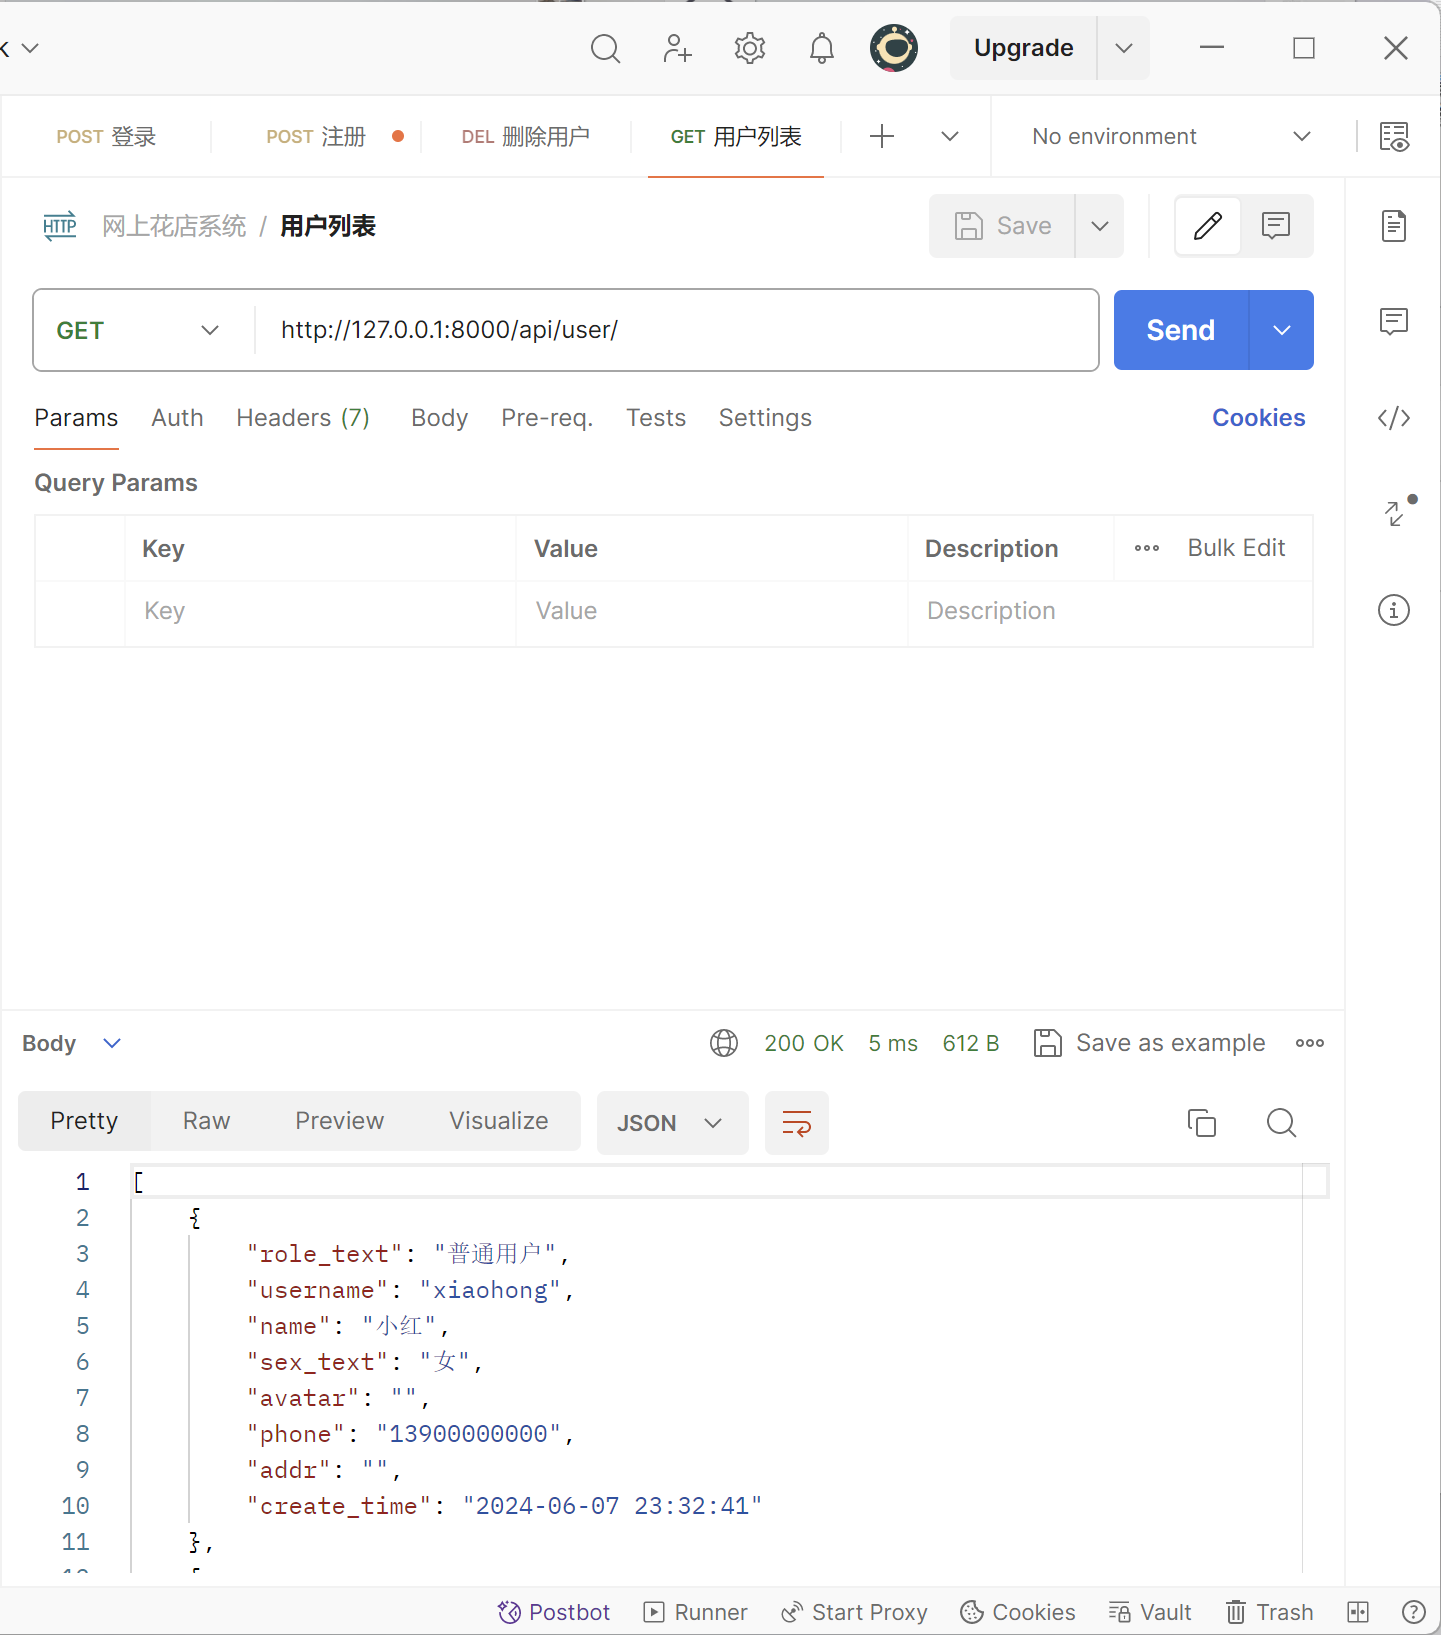 Upgrade
POST 登录
POST 注册
DEL 删除用户
GET 用户列表
No environment
HTTP 网上花店系统 / 用户列表
Save
GET
http://127.0.0.1:8000/api/user/
Send
Params Auth Headers (7) Body Pre-req. Tests Settings
Cookies
Query Params
Key Value Description Bulk Edit
Key Value Description
Body
200 OK 5 ms 612 B Save as example
Pretty Raw Preview Visualize JSON
1 [
2 {
3 "role_text": "普通用户",
4 "username": "xiaohong",
5 "name": "小红",
6 "sex_text": "女",
7 "avatar": "",
8 "phone": "13900000000",
9 "addr": "",
10 "create_time": "2024-06-07 23:32:41"
11 },
Postbot Runner Start Proxy Cookies Vault Trash